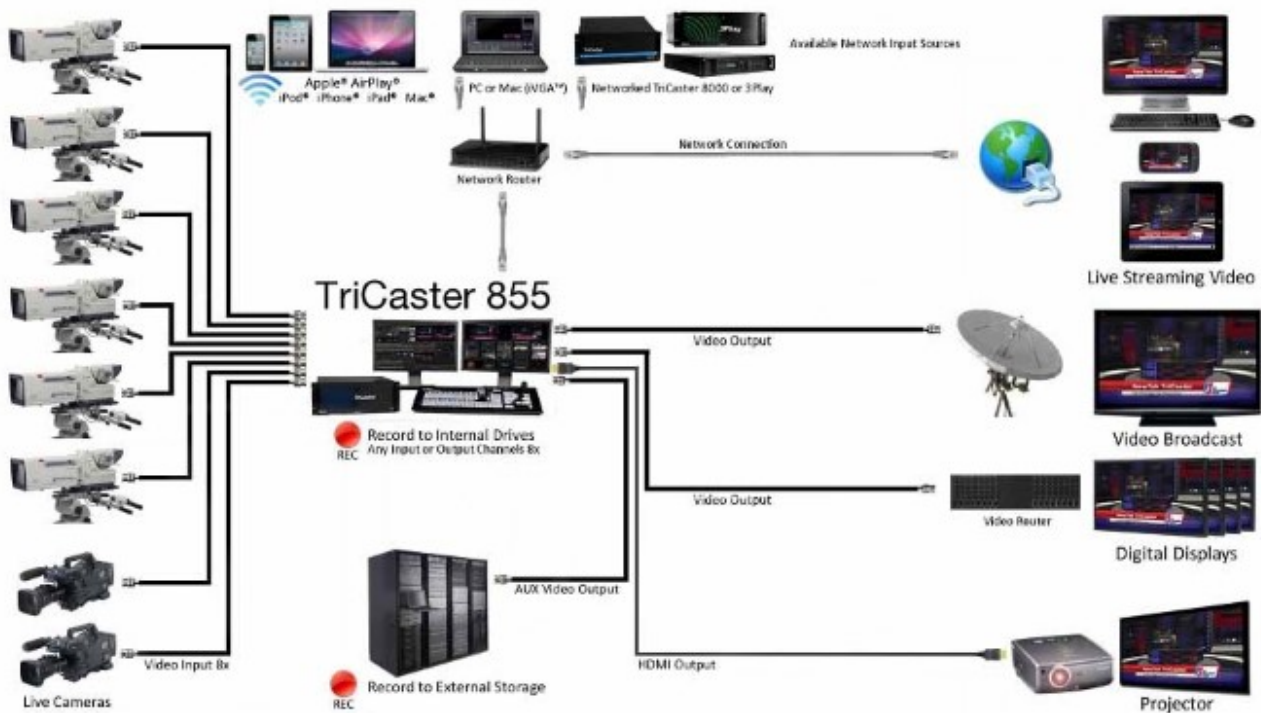 Apple® AirPlay®
iPod® iPhone® iPad® Mac®
PC or Mac (iVGA™)
Networked TriCaster 8000 or 3Play
Available Network Input Sources
Network Router
Network Connection
Live Streaming Video
TriCaster 855
Video Output
Video Broadcast
REC
Record to Internal Drives
Any Input or Output Channels 8x
Video Output
Video Router
Digital Displays
AUX Video Output
Video Input 8x
Live Cameras
REC
Record to External Storage
HDMI Output
Projector